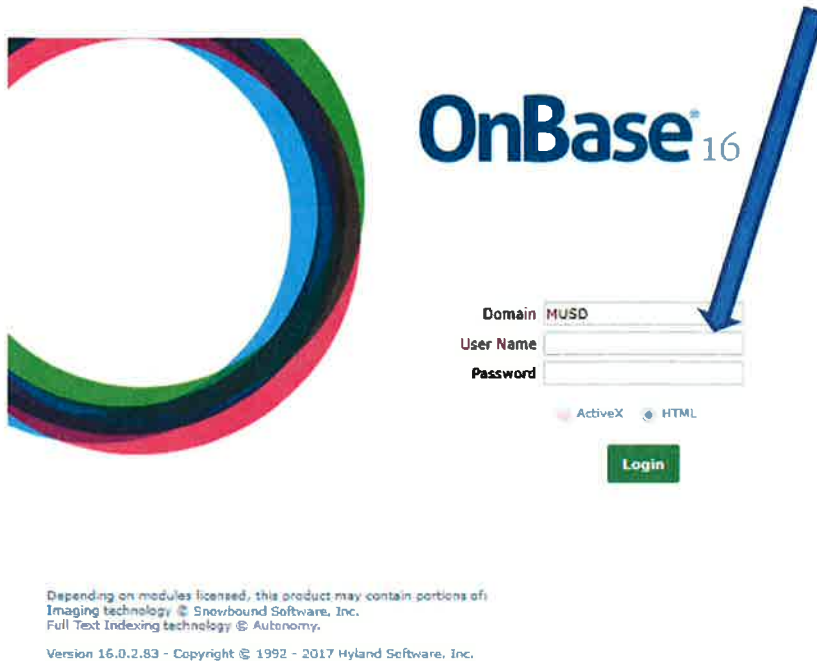 OnBase® 16
Domain MUSD
User Name
Password
ActiveX HTML
Login
Depending on modules licensed, this product may contain portions of:
Imaging technology © Snowbound Software, Inc.
Full Text Indexing technology © Autonomy.
Version 16.0.2.83 - Copyright © 1992 - 2017 Hyland Software, Inc.